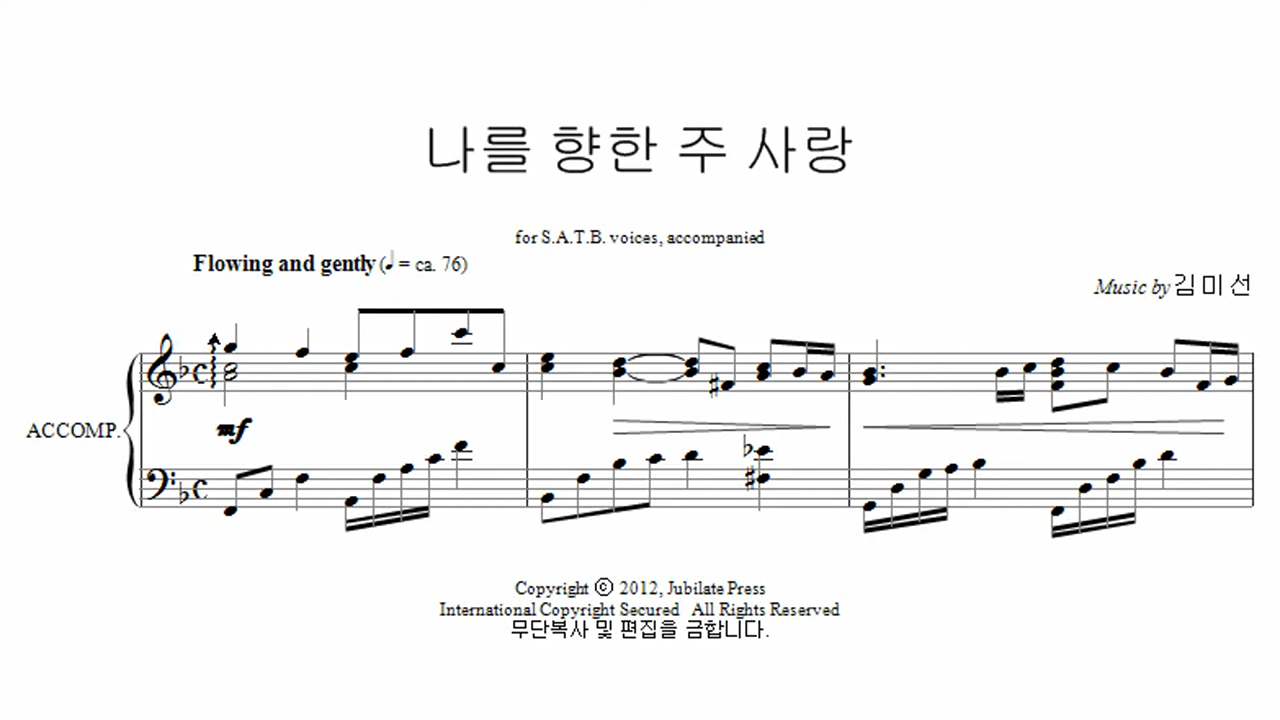 나를 향한 주 사랑
for S.A.T.B. voices, accompanied
Flowing and gently (♩ = ca. 76)
Music by 김 미 선
ACCOMP.
mf
Copyright ⓒ 2012, Jubilate Press
International Copyright Secured All Rights Reserved
무단복사 및 편집을 금합니다.